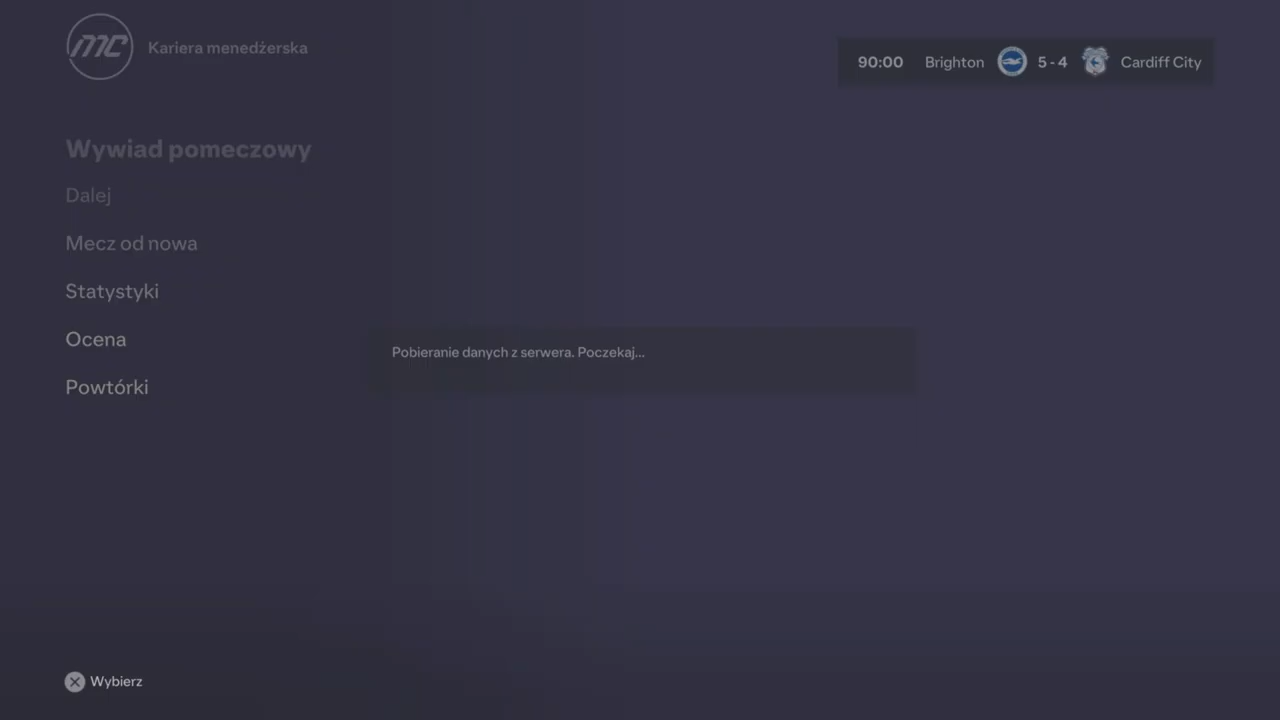 MC Kariera menedżerska
90:00 Brighton 5 - 4 Cardiff City
Wywiad pomeczowy
Dalej
Mecz od nowa
Statystyki
Ocena
Powtórki
Pobieranie danych z serwera. Poczekaj...
Wybierz